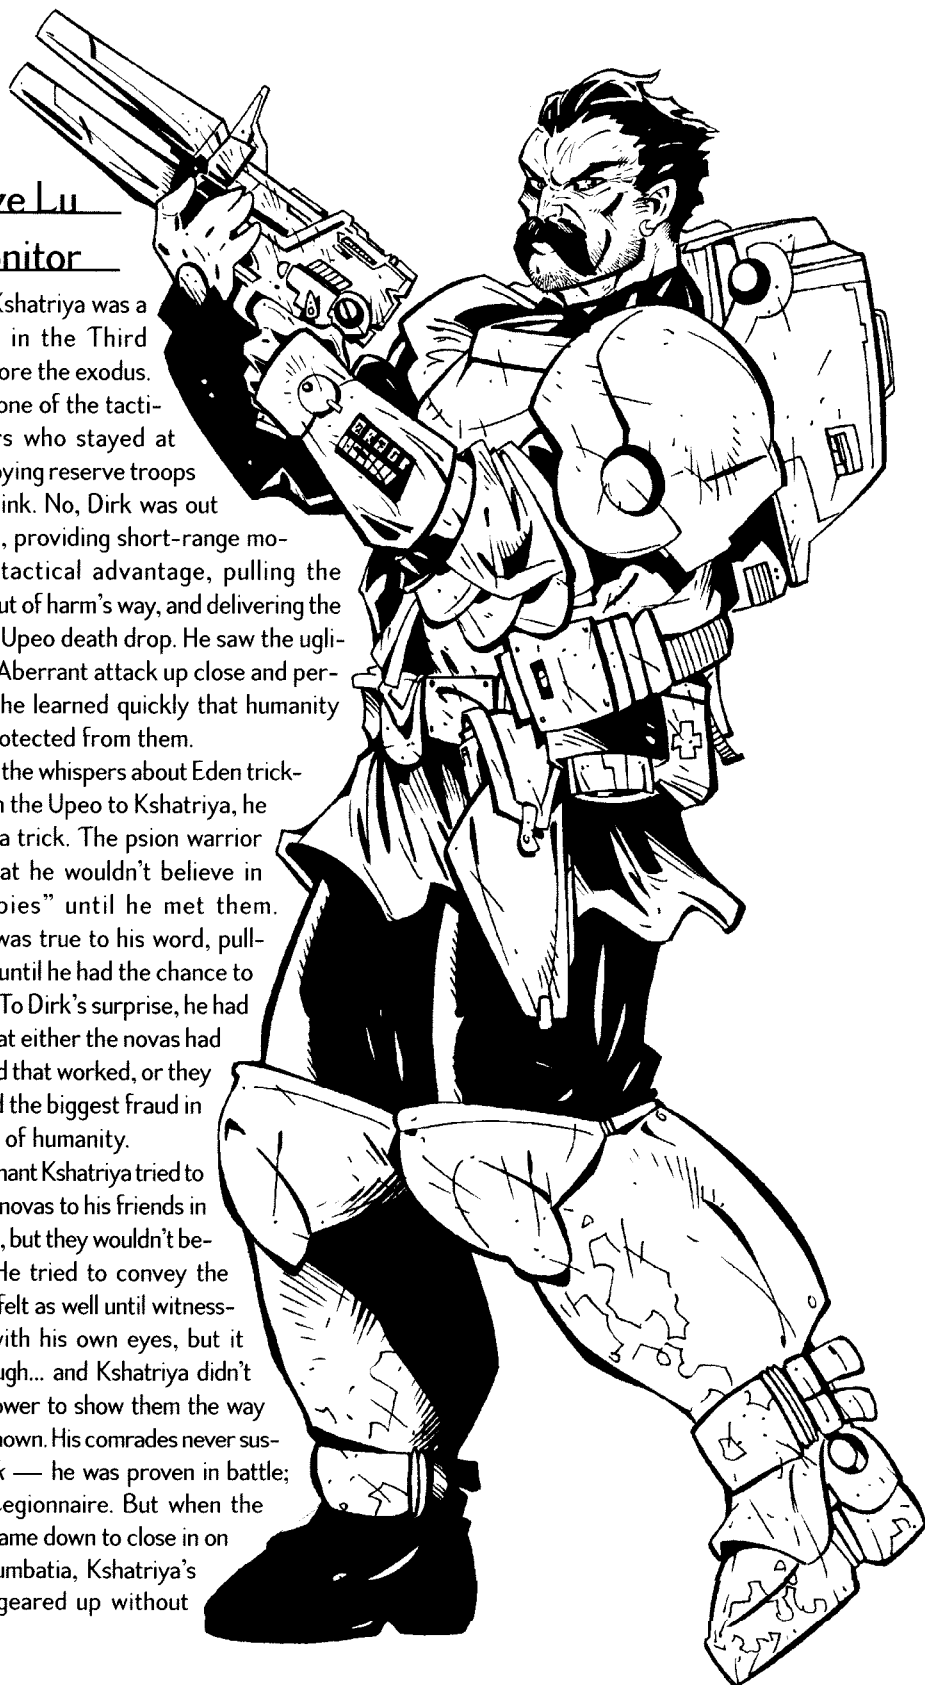 ve Lu
nitor
Kshatriya was a
in the Third
ore the exodus.
one of the tacti-
rs who stayed at
oying reserve troops
ink. No, Dirk was out
, providing short-range mo-
tactical advantage, pulling the
ut of harm's way, and delivering the
Upeo death drop. He saw the ugli-
Aberrant attack up close and per-
he learned quickly that humanity
otected from them.
the whispers about Eden trick-
n the Upeo to Kshatriya, he
a trick. The psion warrior
at he wouldn't believe in
pies” until he met them.
was true to his word, pull-
until he had the chance to
To Dirk's surprise, he had
at either the novas had
d that worked, or they
d the biggest fraud in
of humanity.
nant Kshatriya tried to
novas to his friends in
, but they wouldn't be-
He tried to convey the
felt as well until witness-
with his own eyes, but it
ugh... and Kshatriya didn't
ower to show them the way
hown. His comrades never sus-
k — he was proven in battle;
Legionnaire. But when the
ame down to close in on
umbatia, Kshatriya's
geared up without